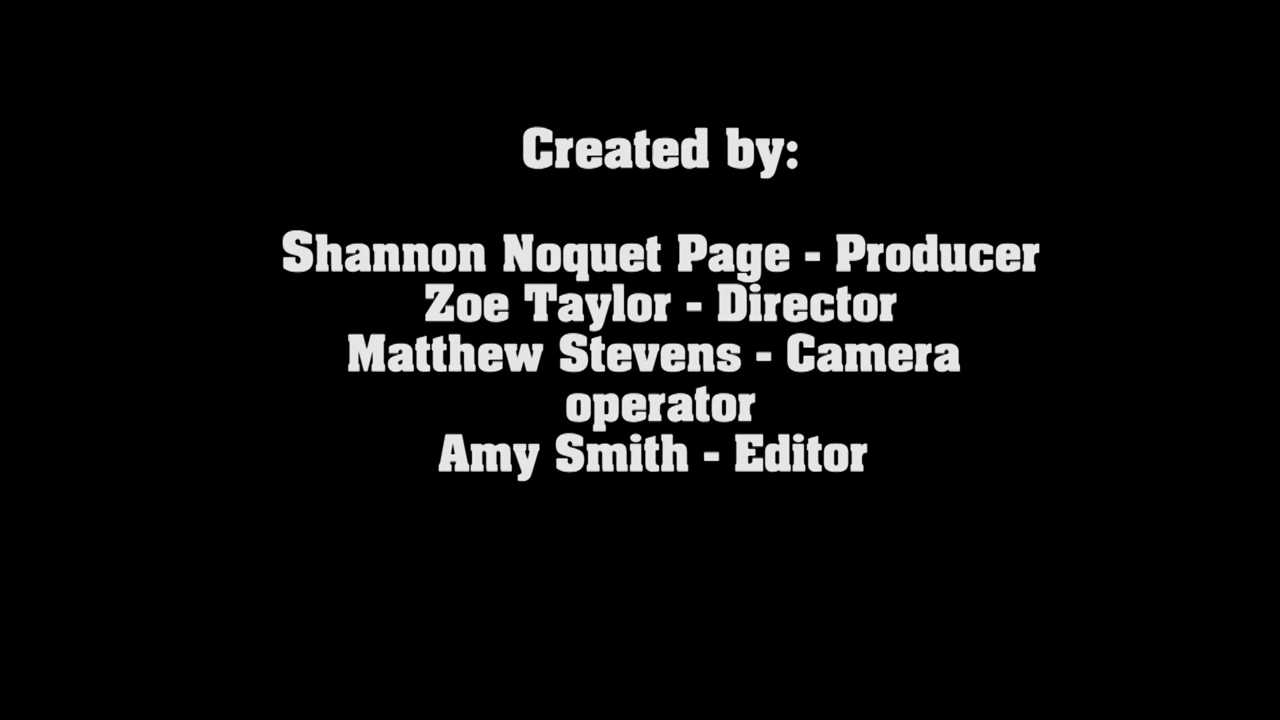 Created by:
Shannon Noquet Page - Producer
Zoe Taylor - Director
Matthew Stevens - Camera
operator
Amy Smith - Editor